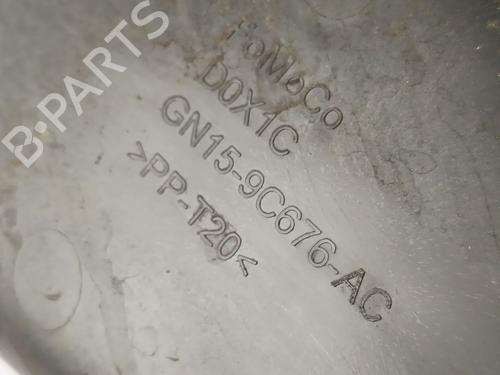 B-PARTS
FoMoCo
D0X1C
GN15-9C676-AC
>PP-T20<